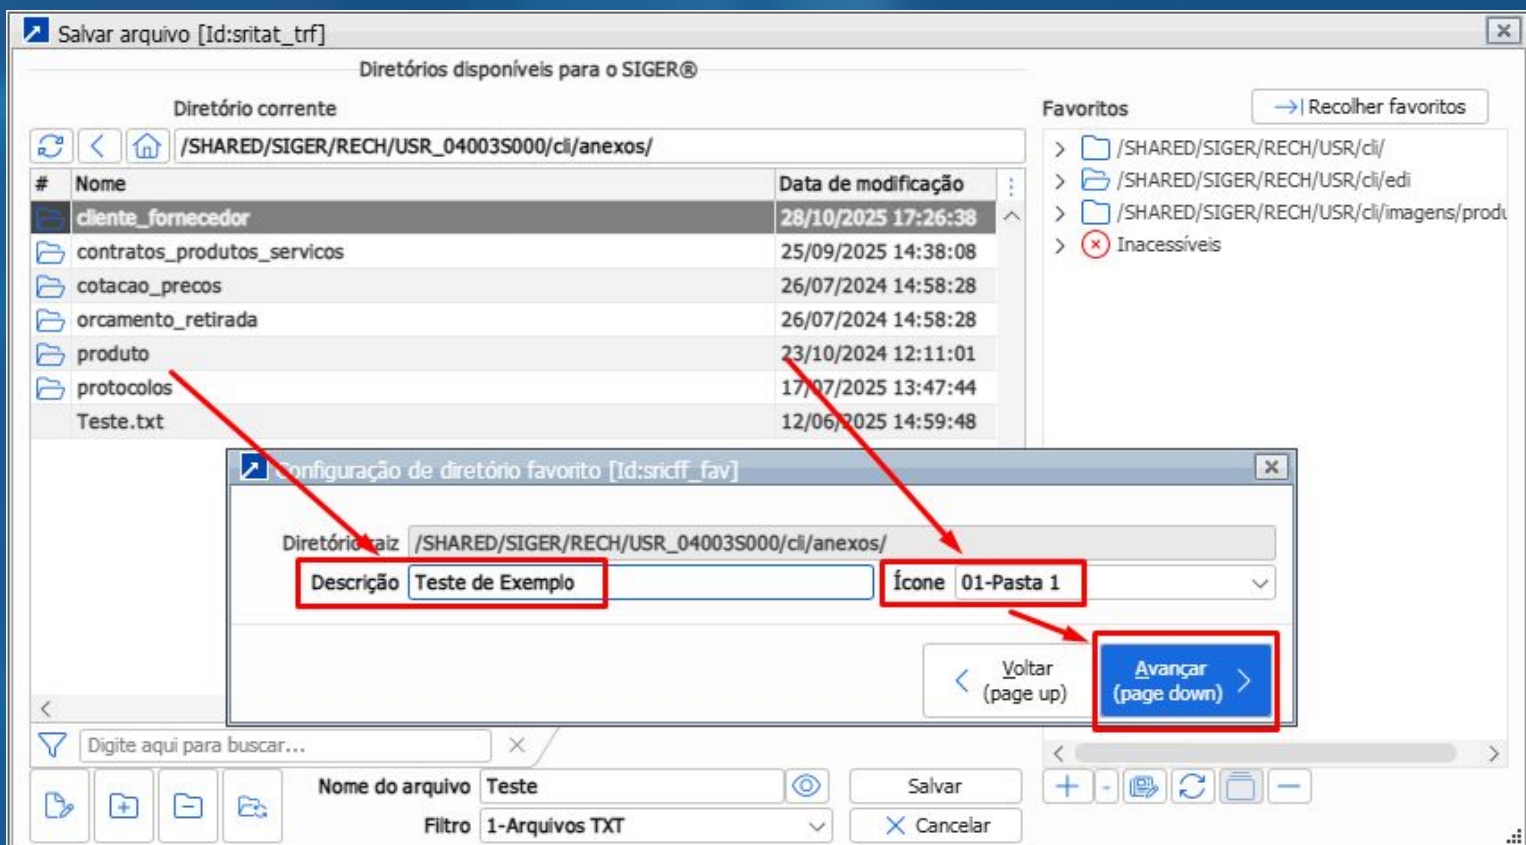 Salvar arquivo [Id:sritat_trf]
Diretórios disponíveis para o SIGER®
Diretório corrente
Favoritos
Recolher favoritos
/SHARED/SIGER/RECH/USR_04003S000/cli/anexos/
/SHARED/SIGER/RECH/USR/cli/
# Nome Data de modificação
/SHARED/SIGER/RECH/USR/cli/edi
cliente_fornecedor 28/10/2025 17:26:38
/SHARED/SIGER/RECH/USR/cli/imagens/produ
contratos_produtos_servicos 25/09/2025 14:38:08
Inacessíveis
cotacao_precos 26/07/2024 14:58:28
orcamento_retirada 26/07/2024 14:58:28
produto 23/10/2024 12:11:01
protocolos 17/07/2025 13:47:44
Teste.txt 12/06/2025 14:59:48
Configuração de diretório favorito [Id:sricff_fav]
Diretório raiz /SHARED/SIGER/RECH/USR_04003S000/cli/anexos/
Descrição Teste de Exemplo Ícone 01-Pasta 1
Voltar
(page up)
Avançar
(page down)
Digite aqui para buscar...
Nome do arquivo Teste Salvar
Filtro 1-Arquivos TXT Cancelar